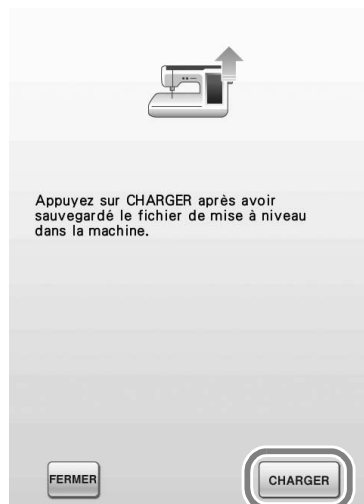 Appuyez sur CHARGER après avoir
sauvegardé le fichier de mise à niveau
dans la machine.
FERMER
CHARGER